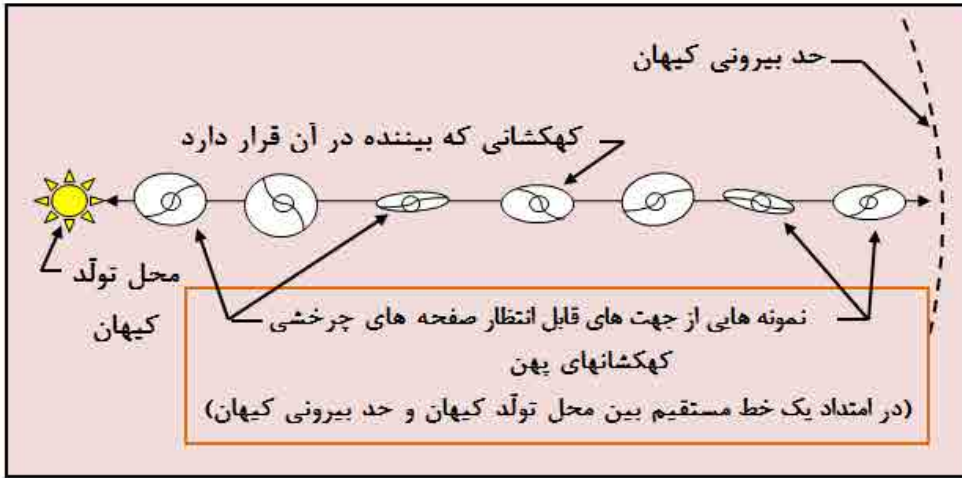 حد بیرونی کیهان
کهکشانی که بیننده در آن قرار دارد
محل تولّد
کیهان
نمونه هایی از جهت های قابل انتظار صفحه های چرخشی
کهکشانهای پهن
(در امتداد یک خط مستقیم بین محل تولّد کیهان و حد بیرونی کیهان)